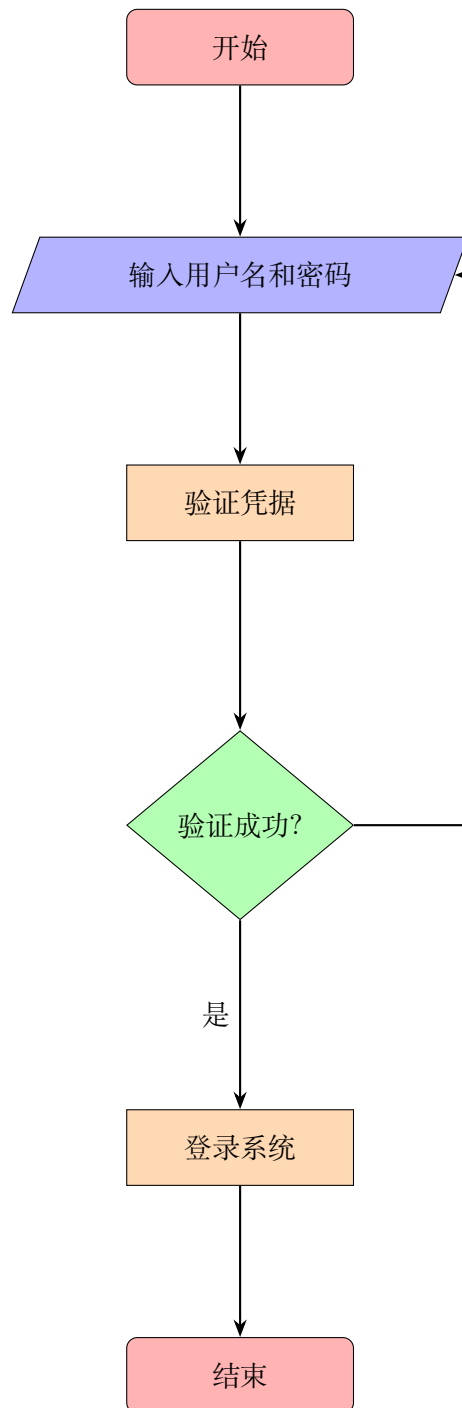 开始
输入用户名和密码
验证凭据
验证成功?
是
登录系统
结束